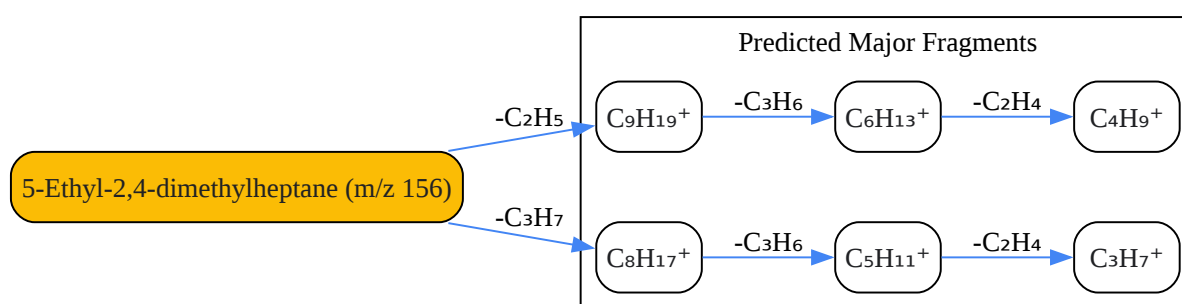 Predicted Major Fragments
-C₂H₅
C₉H₁₉⁺
-C₃H₆
C₆H₁₃⁺
-C₂H₄
C₄H₉⁺
5-Ethyl-2,4-dimethylheptane (m/z 156)
-C₃H₇
C₈H₁₇⁺
-C₃H₆
C₅H₁₁⁺
-C₂H₄
C₃H₇⁺